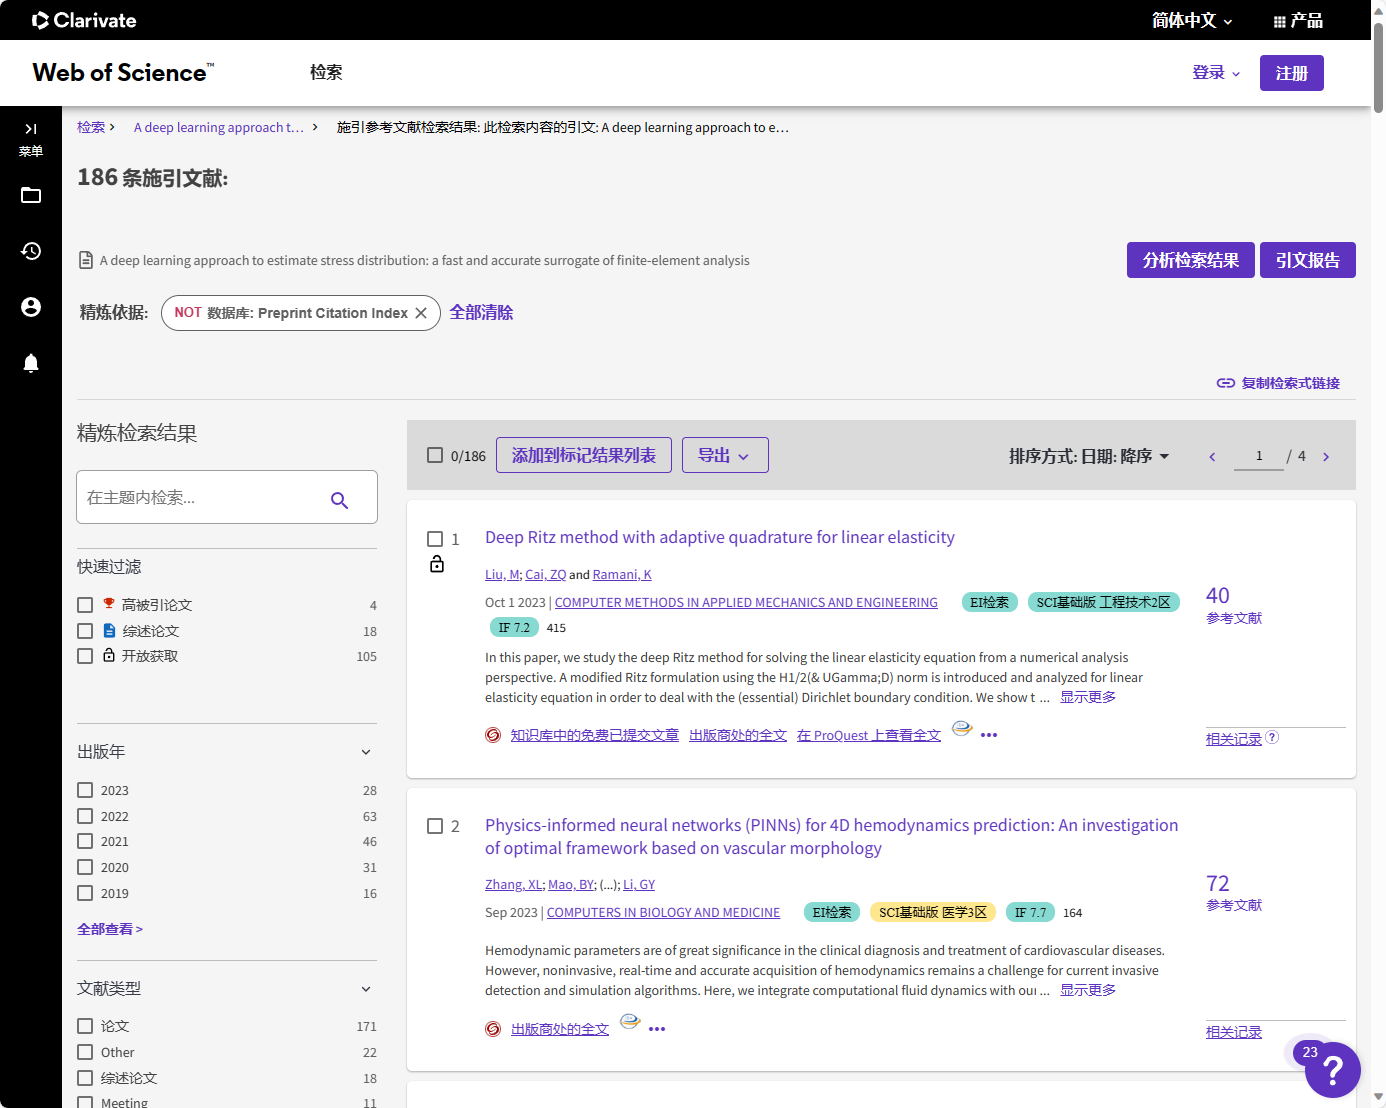 Clarivate
简体中文
产品
Web of Science™
检索
登录
注册
菜单
检索 > A deep learning approach t… > 施引参考文献检索结果: 此检索内容的引文: A deep learning approach to e…
186 条施引文献:
A deep learning approach to estimate stress distribution: a fast and accurate surrogate of finite-element analysis
分析检索结果
引文报告
精炼依据:
NOT 数据库: Preprint Citation Index
全部清除
复制检索式链接
精炼检索结果
在主题内检索...
快速过滤
高被引论文 4
综述论文 18
开放获取 105
出版年
2023 28
2022 63
2021 46
2020 31
2019 16
全部查看 >
文献类型
论文 171
Other 22
综述论文 18
Meeting 11
0/186
添加到标记结果列表
导出
排序方式: 日期: 降序
1 / 4
1
Deep Ritz method with adaptive quadrature for linear elasticity
Liu, M; Cai, ZQ and Ramani, K
Oct 1 2023 | COMPUTER METHODS IN APPLIED MECHANICS AND ENGINEERING EI检索 SCI基础版 工程技术2区
IF 7.2 415
In this paper, we study the deep Ritz method for solving the linear elasticity equation from a numerical analysis
perspective. A modified Ritz formulation using the H1/2(& UGamma;D) norm is introduced and analyzed for linear
elasticity equation in order to deal with the (essential) Dirichlet boundary condition. We show t ... 显示更多
知识库中的免费已提交文章 出版商处的全文 在 ProQuest 上查看全文 •••
40
参考文献
相关记录 ?
2
Physics-informed neural networks (PINNs) for 4D hemodynamics prediction: An investigation
of optimal framework based on vascular morphology
Zhang, XL; Mao, BY; (...); Li, GY
Sep 2023 | COMPUTERS IN BIOLOGY AND MEDICINE EI检索 SCI基础版 医学3区 IF 7.7 164
Hemodynamic parameters are of great significance in the clinical diagnosis and treatment of cardiovascular diseases.
However, noninvasive, real-time and accurate acquisition of hemodynamics remains a challenge for current invasive
detection and simulation algorithms. Here, we integrate computational fluid dynamics with our ... 显示更多
出版商处的全文 •••
72
参考文献
相关记录
23
?